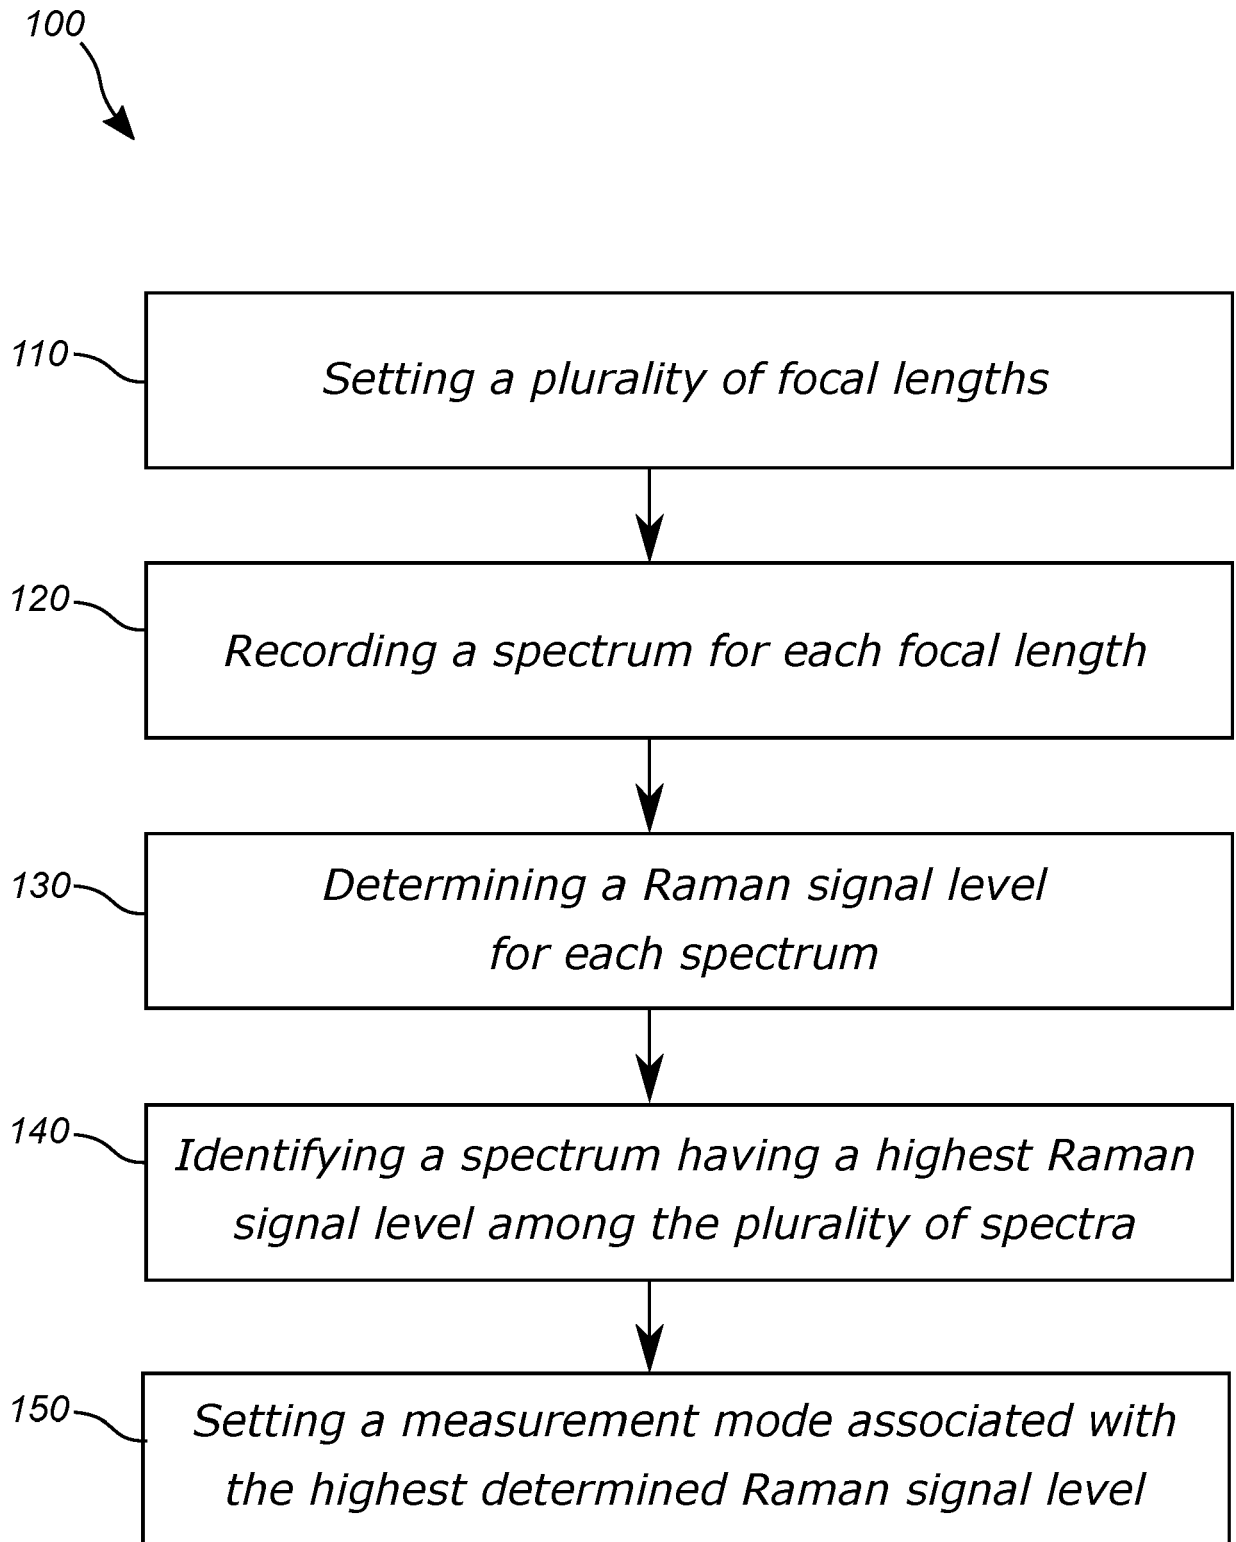 100
110
Setting a plurality of focal lengths
120
Recording a spectrum for each focal length
130
Determining a Raman signal level
for each spectrum
140
Identifying a spectrum having a highest Raman
signal level among the plurality of spectra
150
Setting a measurement mode associated with
the highest determined Raman signal level